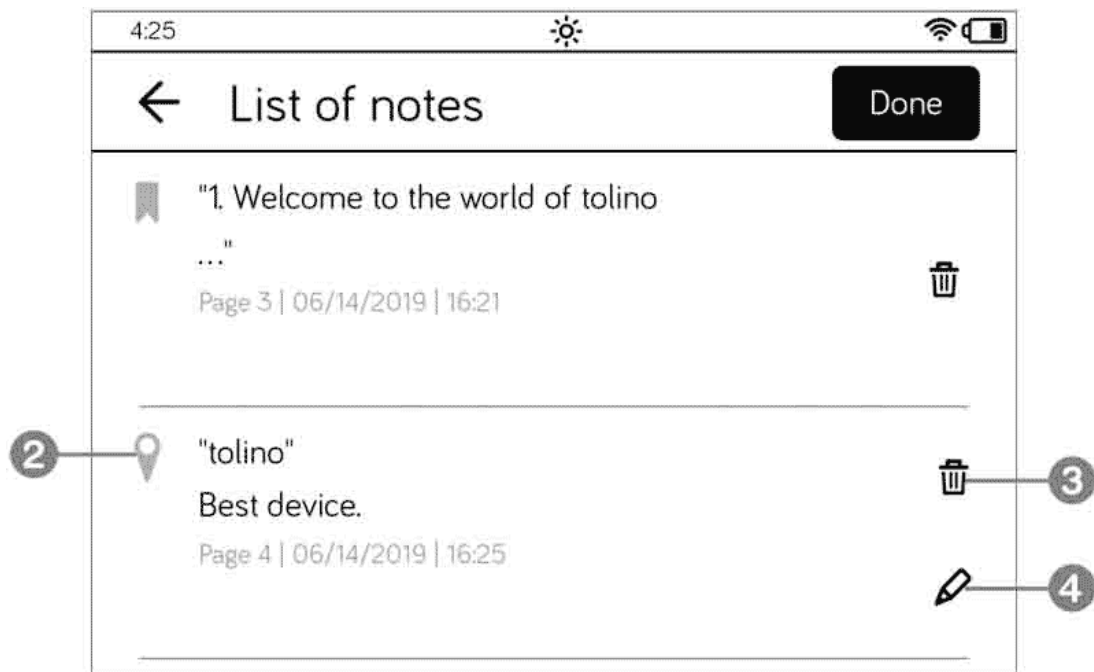 4:25
List of notes
Done
"1. Welcome to the world of tolino
..."
Page 3 | 06/14/2019 | 16:21
2
"tolino"
3
Best device.
Page 4 | 06/14/2019 | 16:25
4